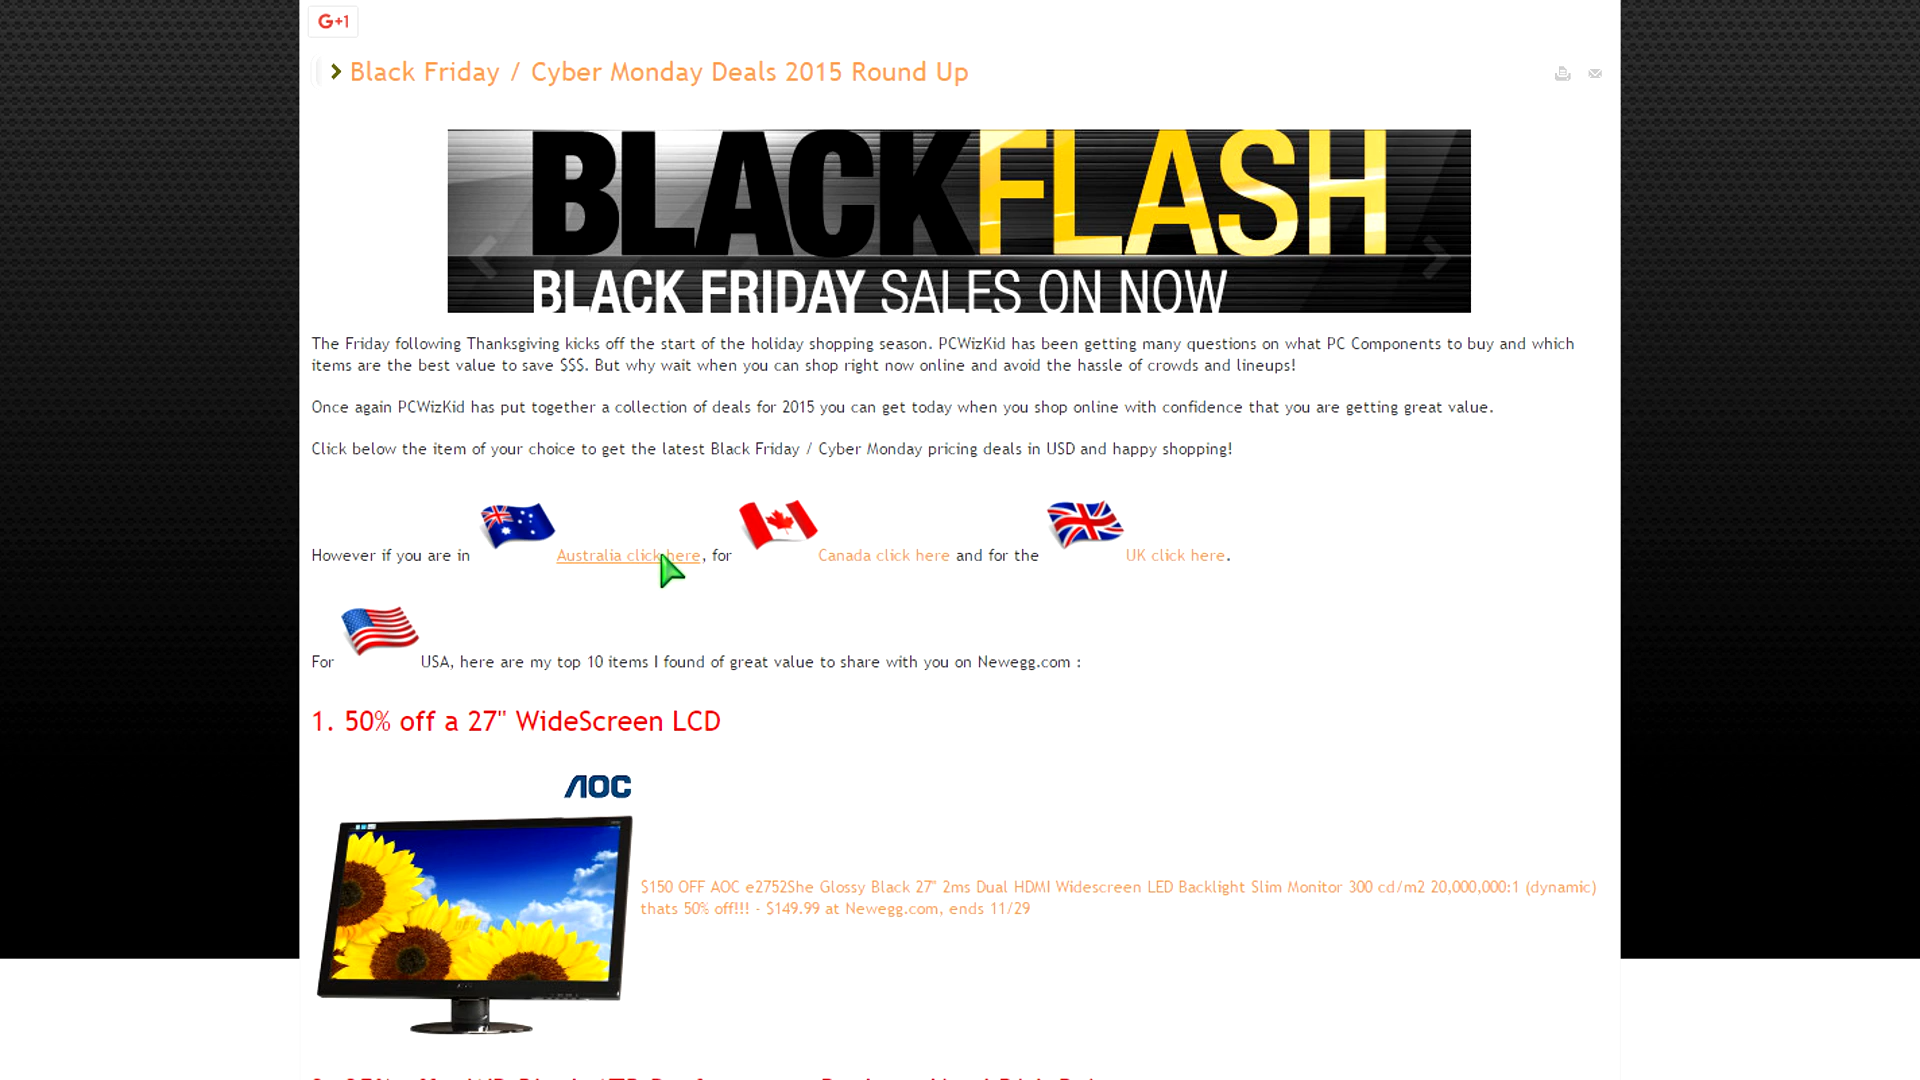 G+1
Black Friday / Cyber Monday Deals 2015 Round Up
BLACKFLASH
BLACK FRIDAY SALES ON NOW
The Friday following Thanksgiving kicks off the start of the holiday shopping season. PCWizKid has been getting many questions on what PC Components to buy and which
items are the best value to save $$$. But why wait when you can shop right now online and avoid the hassle of crowds and lineups!
Once again PCWizKid has put together a collection of deals for 2015 you can get today when you shop online with confidence that you are getting great value.
Click below the item of your choice to get the latest Black Friday / Cyber Monday pricing deals in USD and happy shopping!
However if you are in Australia click here, for Canada click here and for the UK click here.
For USA, here are my top 10 items I found of great value to share with you on Newegg.com :
1. 50% off a 27" WideScreen LCD
AOC
$150 OFF AOC e2752She Glossy Black 27" 2ms Dual HDMI Widescreen LED Backlight Slim Monitor 300 cd/m2 20,000,000:1 (dynamic)
thats 50% off!!! - $149.99 at Newegg.com, ends 11/29